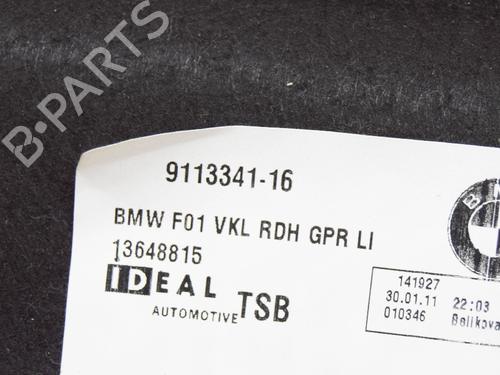 B·PARTS
9113341-16
BMW F01 VKL RDH GPR LI
13648815
IDEAL
AUTOMOTIVE TSB
141927
30.01.11 22:03
010346 Belikova